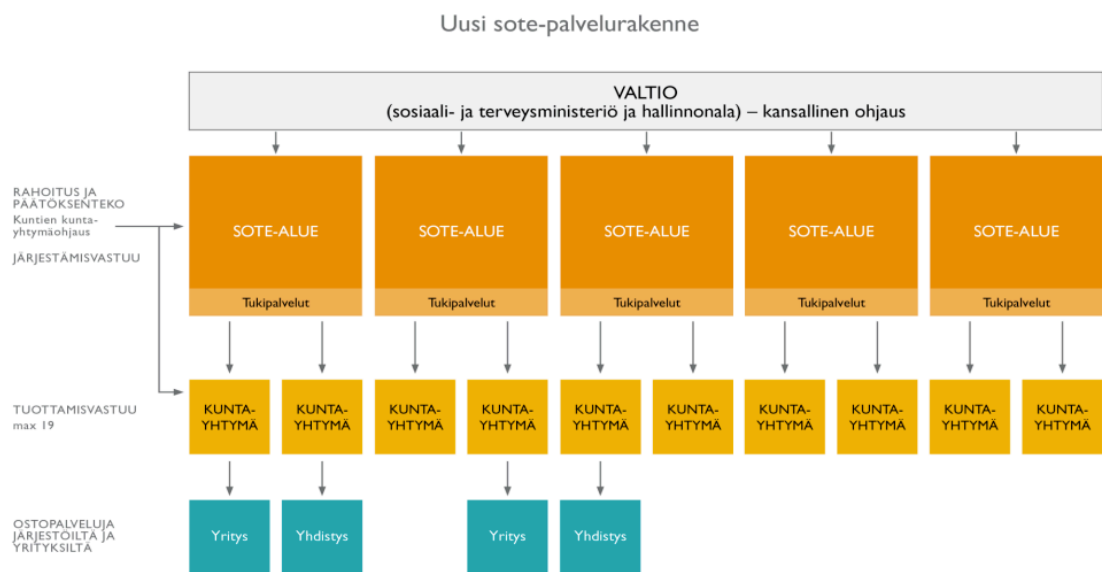 Uusi sote-palvelurakenne
VALTIO
(sosiaali- ja terveysministeriö ja hallinnonala) – kansallinen ohjaus
RAHOITUS JA
PÄÄTÖKSENTEKO
Kuntien kunta-
yhtymäohjaus
JÄRJESTÄMISVASTUU
SOTE-ALUE
SOTE-ALUE
SOTE-ALUE
SOTE-ALUE
SOTE-ALUE
Tukipalvelut
Tukipalvelut
Tukipalvelut
Tukipalvelut
Tukipalvelut
TUOTTAMISVASTUU
max 19
KUNTA-
YHTYMÄ
KUNTA-
YHTYMÄ
KUNTA-
YHTYMÄ
KUNTA-
YHTYMÄ
KUNTA-
YHTYMÄ
KUNTA-
YHTYMÄ
KUNTA-
YHTYMÄ
KUNTA-
YHTYMÄ
KUNTA-
YHTYMÄ
KUNTA-
YHTYMÄ
OSTOPALVELUJA
JÄRJESTÖILTÄ JA
YRITYKSILTÄ
Yritys
Yhdistys
Yritys
Yhdistys